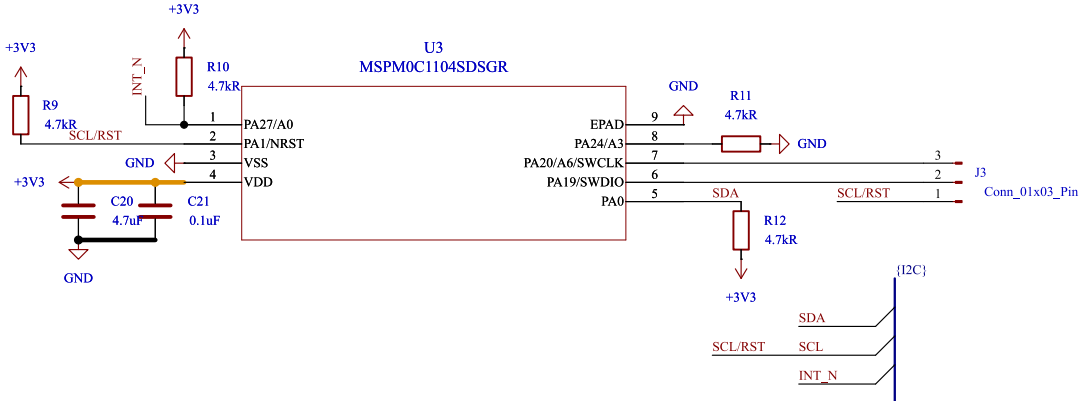 +3V3
U3
MSPM0C1104SDSGR
+3V3
INT_N
R10
4.7kR
R9
4.7kR
SCL/RST
GND
R11
4.7kR
1
PA27/A0
2
PA1/NRST
GND
3
VSS
+3V3
4
VDD
EPAD
9
PA24/A3
8
GND
PA20/A6/SWCLK
7
3
PA19/SWDIO
6
2
PA0
5
SDA
SCL/RST
1
J3
Conn_01x03_Pin
C20
4.7uF
C21
0.1uF
GND
R12
4.7kR
+3V3
{I2C}
SDA
SCL/RST
SCL
INT_N